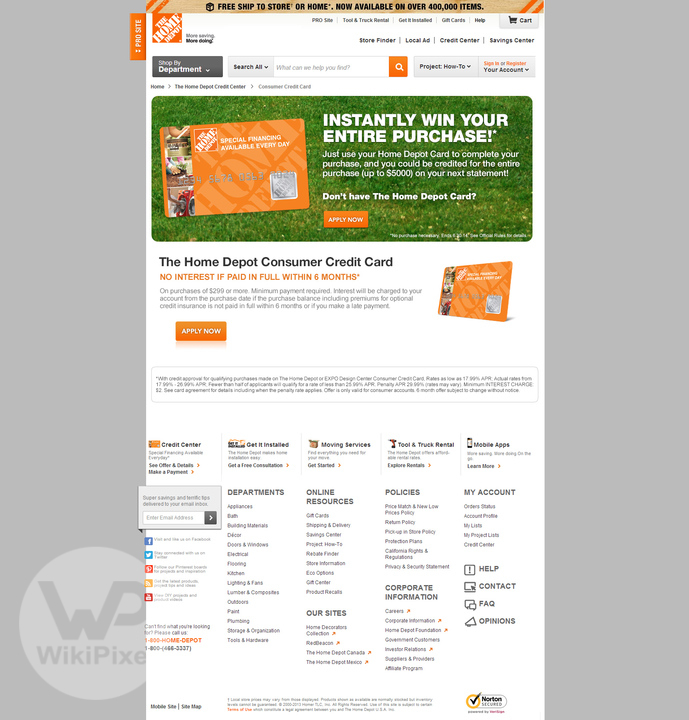 FREE SHIP TO STORE† OR HOME*. NOW AVAILABLE ON OVER 400,000 ITEMS.
PRO SITE
THE HOME DEPOT
More saving.
More doing.
PRO Site | Tool & Truck Rental | Get It Installed | Gift Cards | Help
Cart
Store Finder | Local Ad | Credit Center | Savings Center
Shop By
Department
Search All
What can we help you find?
Project: How-To
Sign in or Register
Your Account
Home > The Home Depot Credit Center > Consumer Credit Card
SPECIAL FINANCING
AVAILABLE EVERY DAY
INSTANTLY WIN YOUR
ENTIRE PURCHASE!*
Just use your Home Depot Card to complete your
purchase, and you could be credited for the entire
purchase (up to $5000) on your next statement!
Don't have The Home Depot Card?
APPLY NOW
The Home Depot Consumer Credit Card
NO INTEREST IF PAID IN FULL WITHIN 6 MONTHS*
On purchases of $299 or more. Minimum payment required. Interest will be charged to your
account from the purchase date if the purchase balance including premiums for optional
credit insurance is not paid in full within 6 months or if you make a late payment.
APPLY NOW
*With credit approval for qualifying purchases made on The Home Depot or EXPO Design Center Consumer Credit Card. Rates as low as 17.99% APR. Actual rates from
17.99% - 26.99% APR. Fewer than half of applicants will qualify for a rate of less than 25.99% APR. Penalty APR 29.99% (rates may vary). Minimum INTEREST CHARGE
$2. See card agreement for details including when the penalty rate applies. Offer is only valid for consumer accounts. 6 month offer subject to change without notice.
Credit Center
Special Financing Available
Everyday*
See Offer & Details >
Make a Payment >
Get It Installed
The Home Depot makes home
installation easy.
Get a Free Consultation >
Moving Services
Find everything you need for
your move.
Get Started >
Tool & Truck Rental
The Home Depot offers afford-
able rental rates.
Explore Rentals >
Mobile Apps
More saving. More doing On the
go.
Learn More >
Super savings and terrific tips
delivered to your email inbox.
Enter Email Address
Visit and like us on Facebook
Stay connected with us on
Twitter
Follow our Pinterest boards
for projects and inspiration
Get the latest products,
project tips and ideas
View DIY projects and
product videos
Can't find what you're looking
for? Please call us:
1-800-HOME-DEPOT
1-800-(466-3337)
DEPARTMENTS
Appliances
Bath
Building Materials
Décor
Doors & Windows
Electrical
Flooring
Kitchen
Lighting & Fans
Lumber & Composites
Outdoors
Paint
Plumbing
Storage & Organization
Tools & Hardware
ONLINE
RESOURCES
Gift Cards
Shipping & Delivery
Savings Center
Project: How-To
Rebate Finder
Store Information
Eco Options
Gift Center
Product Recalls
OUR SITES
Home Decorators
Collection
RedBeacon
The Home Depot Canada
The Home Depot Mexico
POLICIES
Price Match & New Low
Prices Policy
Return Policy
Pick-up in Store Policy
Protection Plans
California Rights &
Regulations
Privacy & Security Statement
CORPORATE
INFORMATION
Careers
Corporate Information
Home Depot Foundation
Government Customers
Investor Relations
Suppliers & Providers
Affiliate Program
MY ACCOUNT
Orders Status
Account Profile
My Lists
My Project Lists
Credit Center
HELP
CONTACT
FAQ
OPINIONS
WikiPixel
Mobile Site | Site Map
† Local store prices may vary from those displayed. Products shown as available are normally stocked but inventory
levels cannot be guaranteed. © 2000-2013 Homer TLC, Inc. All Rights Reserved. Use of this site is subject to certain
Terms of Use which constitute a legal agreement between you and The Home Depot U.S.A., Inc.
Norton
SECURED
powered by VeriSign